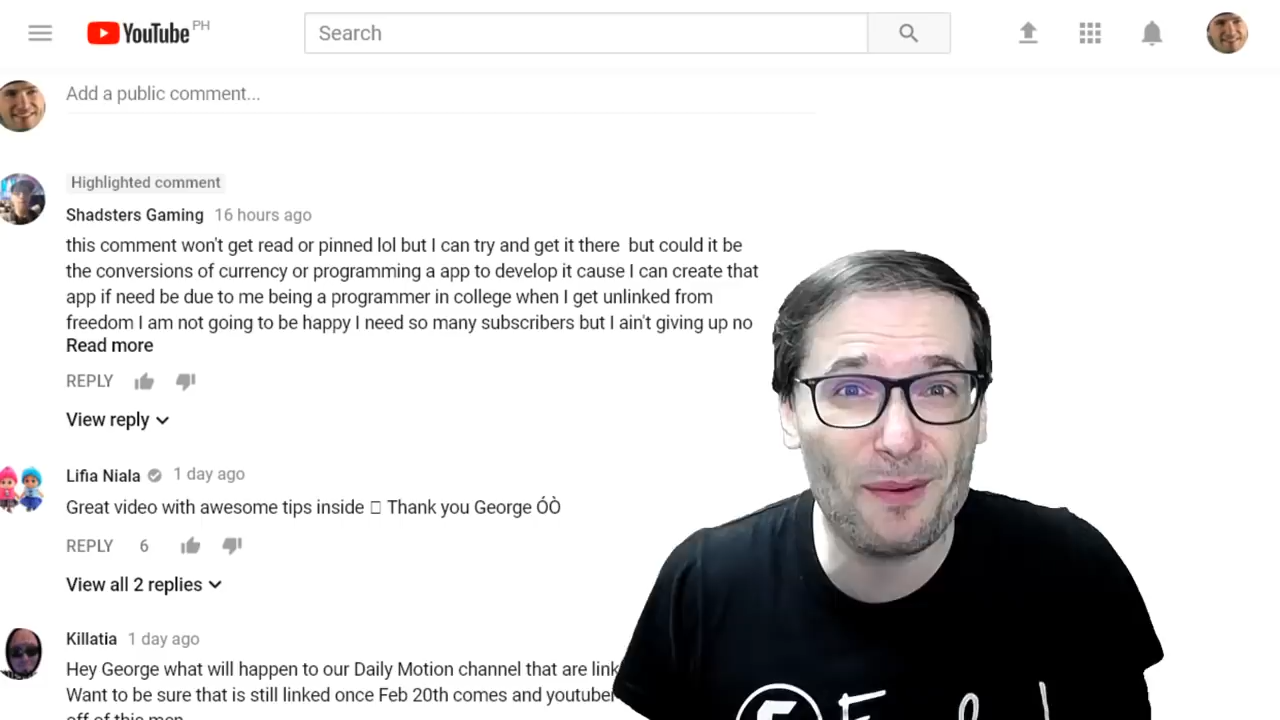 YouTube PH
Search
Add a public comment...
Highlighted comment
Shadsters Gaming 16 hours ago
this comment won't get read or pinned lol but I can try and get it there but could it be
the conversions of currency or programming a app to develop it cause I can create that
app if need be due to me being a programmer in college when I get unlinked from
freedom I am not going to be happy I need so many subscribers but I ain't giving up no
Read more
REPLY
View reply
Lifia Niala 1 day ago
Great video with awesome tips inside Thank you George ÓÒ
REPLY 6
View all 2 replies
Killatia 1 day ago
Hey George what will happen to our Daily Motion channel that are link
Want to be sure that is still linked once Feb 20th comes and youtuber
off of this men